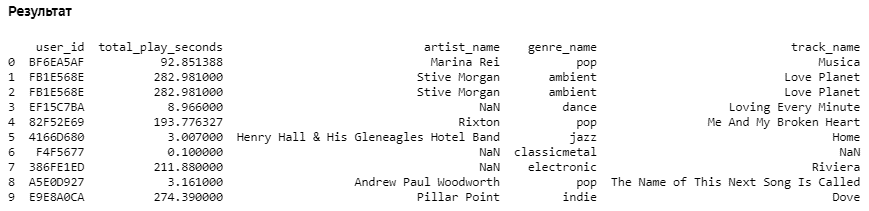 Результат
user_id total_play_seconds artist_name genre_name track_name
0 BF6EA5AF 92.851388 Marina Rei pop Musica
1 FB1E568E 282.981000 Stive Morgan ambient Love Planet
2 FB1E568E 282.981000 Stive Morgan ambient Love Planet
3 EF15C7BA 8.966000 NaN dance Loving Every Minute
4 82F52E69 193.776327 Rixton pop Me And My Broken Heart
5 4166D680 3.007000 Henry Hall & His Gleneagles Hotel Band jazz Home
6 F4F5677 0.100000 NaN classicmetal NaN
7 386FE1ED 211.880000 NaN electronic Riviera
8 A5E0D927 3.161000 Andrew Paul Woodworth pop The Name of This Next Song Is Called
9 E9E8A0CA 274.390000 Pillar Point indie Dove